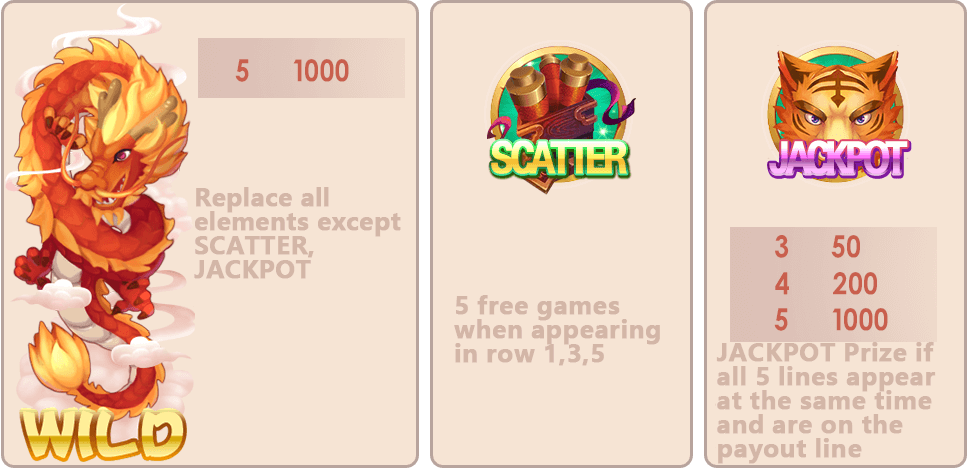 5 1000
Replace all
elements except
SCATTER,
JACKPOT
WILD
SCATTER
5 free games
when appearing
in row 1,3,5
JACKPOT
3 50
4 200
5 1000
JACKPOT Prize if
all 5 lines appear
at the same time
and are on the
payout line